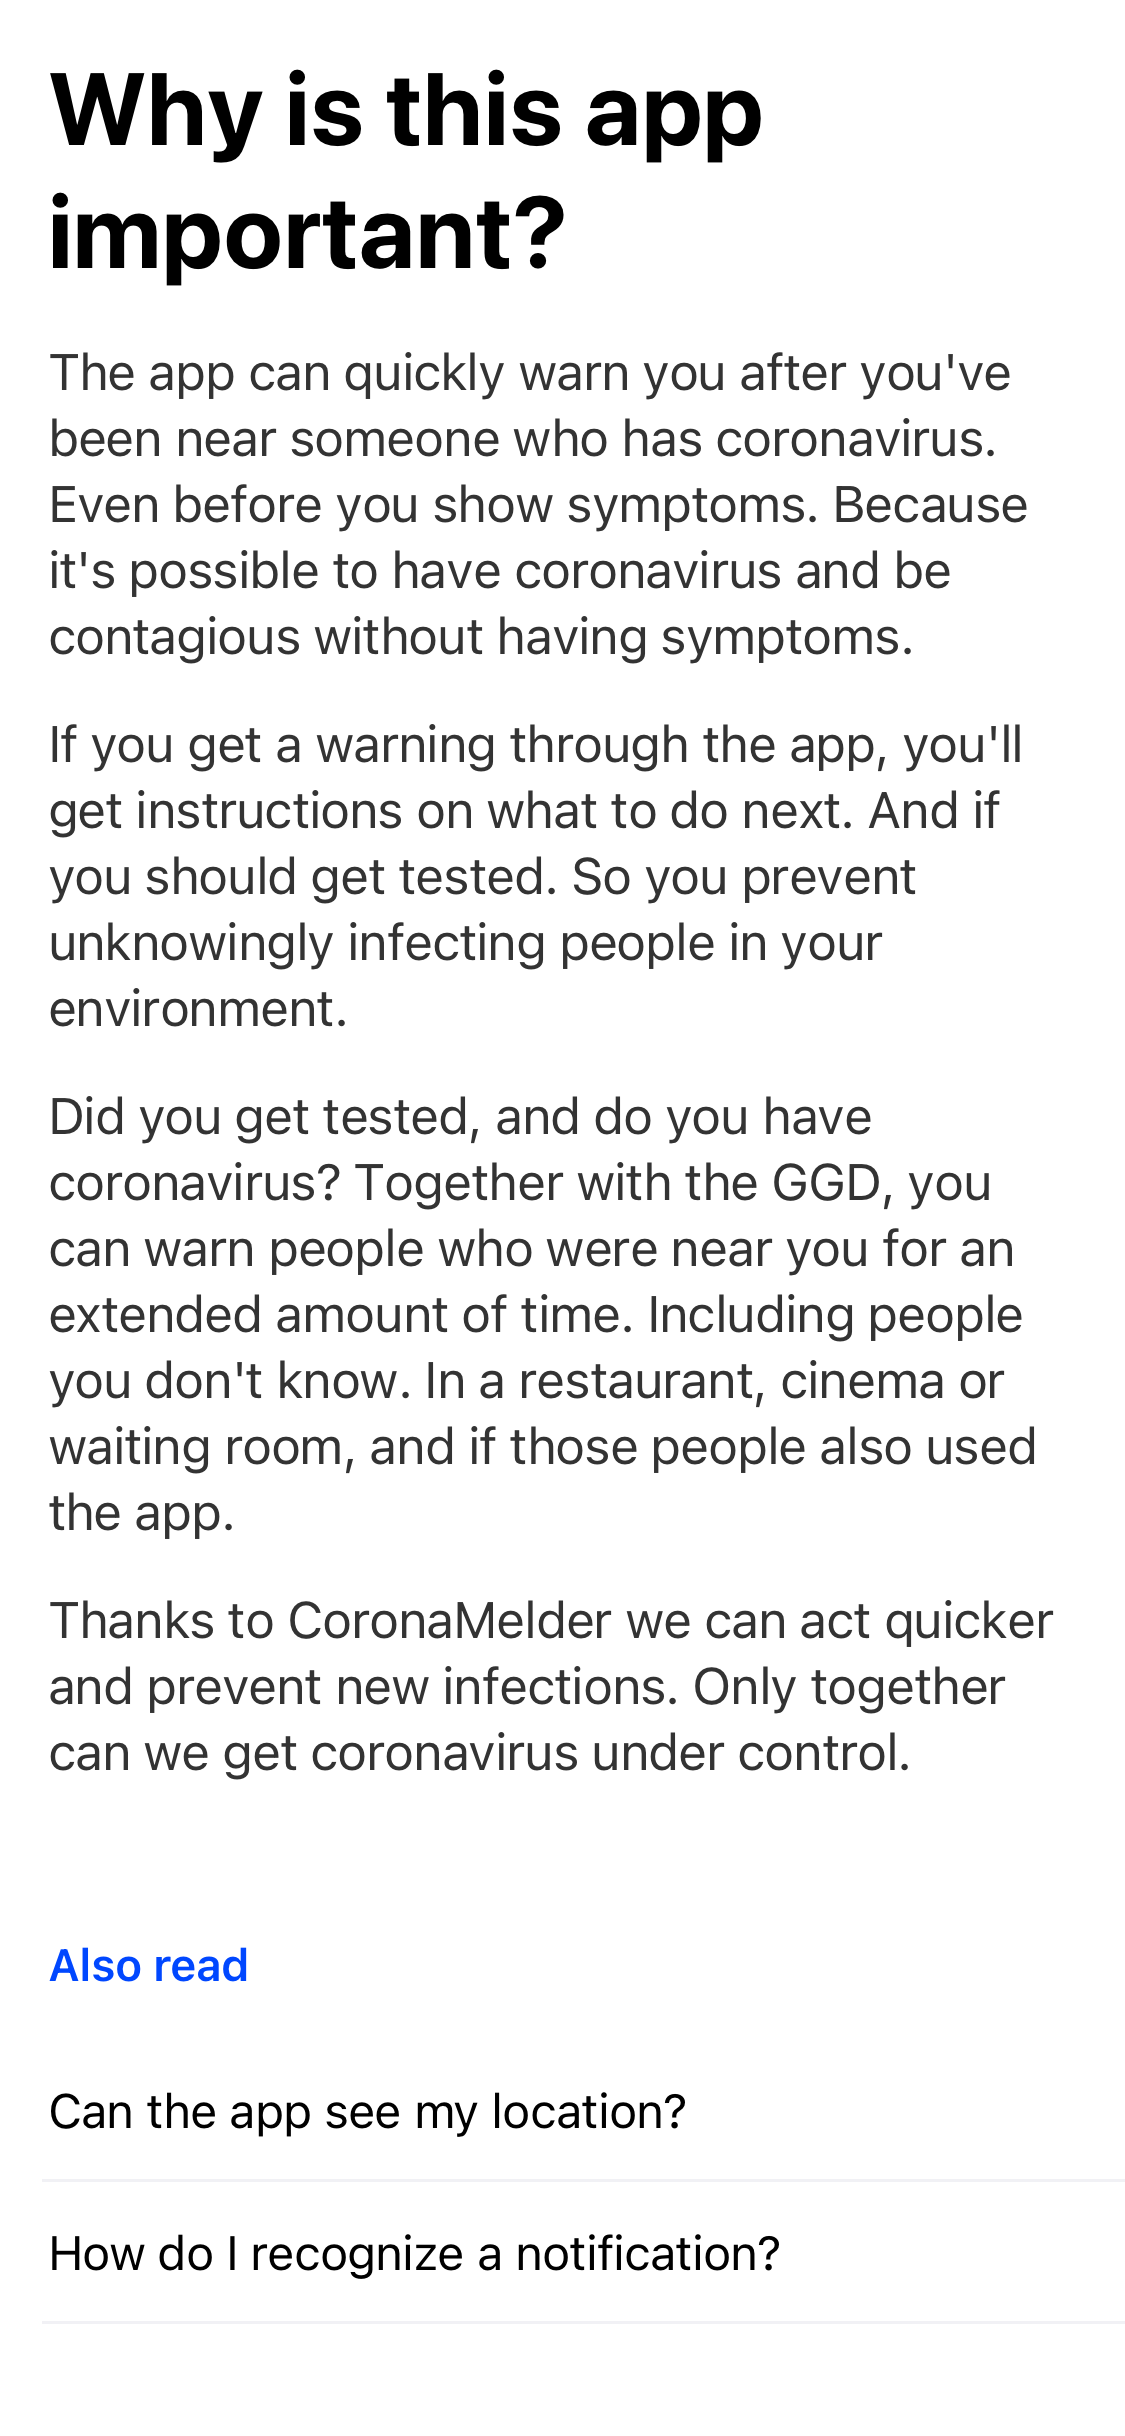 Why is this app
important?
The app can quickly warn you after you've
been near someone who has coronavirus.
Even before you show symptoms. Because
it's possible to have coronavirus and be
contagious without having symptoms.
If you get a warning through the app, you'll
get instructions on what to do next. And if
you should get tested. So you prevent
unknowingly infecting people in your
environment.
Did you get tested, and do you have
coronavirus? Together with the GGD, you
can warn people who were near you for an
extended amount of time. Including people
you don't know. In a restaurant, cinema or
waiting room, and if those people also used
the app.
Thanks to CoronaMelder we can act quicker
and prevent new infections. Only together
can we get coronavirus under control.
Also read
Can the app see my location?
How do I recognize a notification?